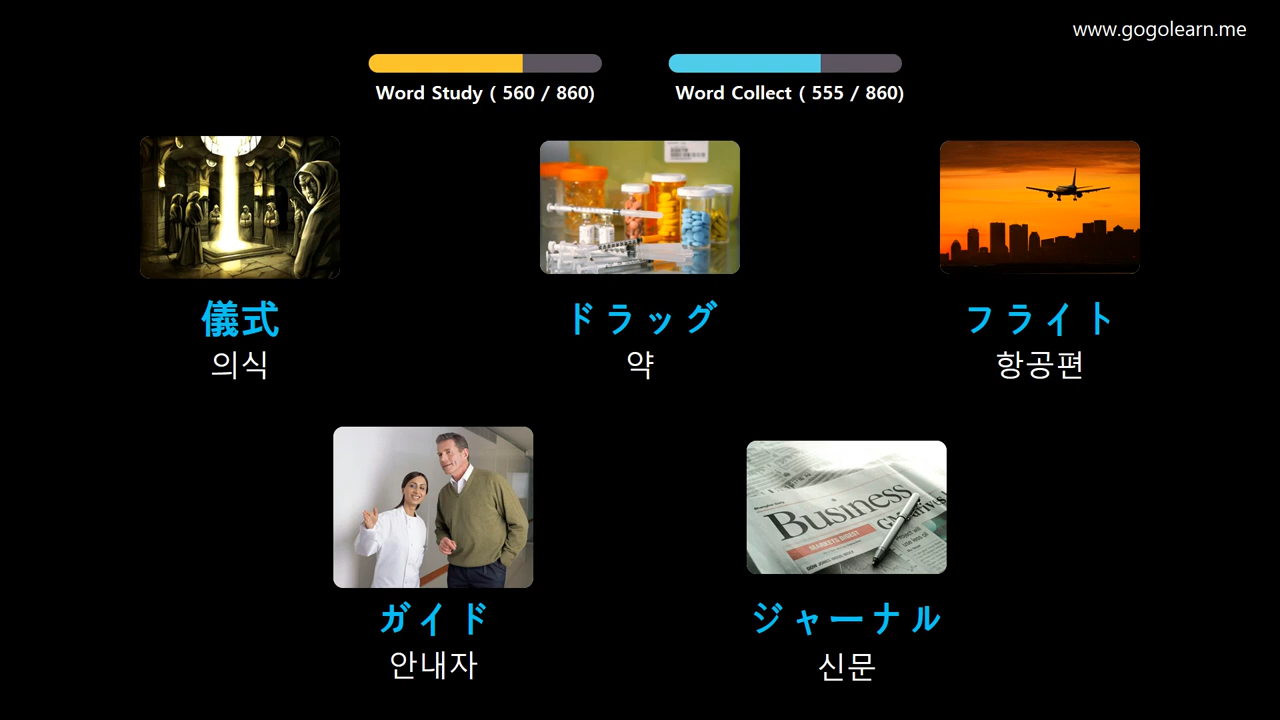 www.gogolearn.me
Word Study ( 560 / 860)
Word Collect ( 555 / 860)
儀式
의식
ドラッグ
약
フライト
항공편
Business
MARKETS DIGEST
ガイド
안내자
ジャーナル
신문